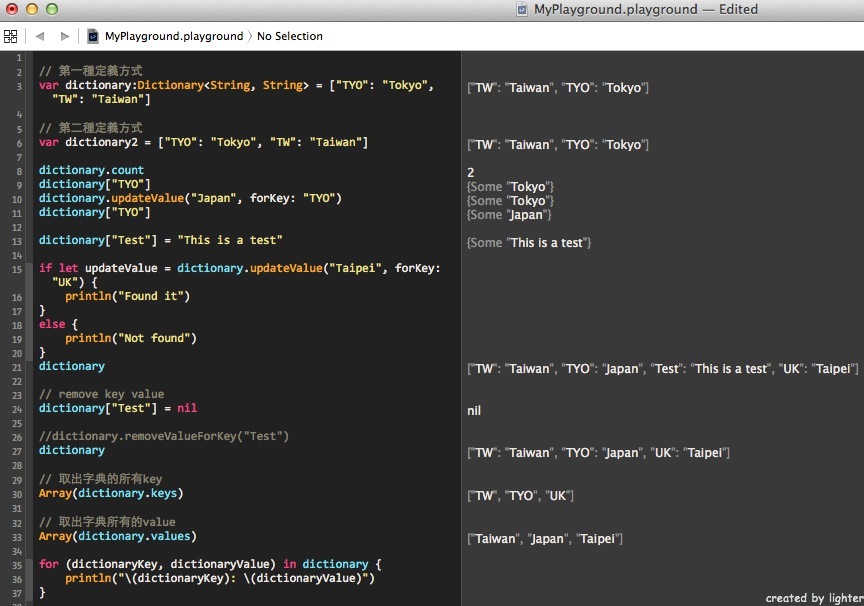 MyPlayground.playground — Edited
MyPlayground.playground 〉 No Selection
1
2 // 第一種定義方式
3 var dictionary:Dictionary<String, String> = ["TYO": "Tokyo", ["TW": "Taiwan", "TYO": "Tokyo"]
"TW": "Taiwan"]
4
5 // 第二種定義方式
6 var dictionary2 = ["TYO": "Tokyo", "TW": "Taiwan"] ["TW": "Taiwan", "TYO": "Tokyo"]
7
8 dictionary.count 2
9 dictionary["TYO"] {Some "Tokyo"}
10 dictionary.updateValue("Japan", forKey: "TYO") {Some "Tokyo"}
11 dictionary["TYO"] {Some "Japan"}
12
13 dictionary["Test"] = "This is a test" {Some "This is a test"}
14
15 if let updateValue = dictionary.updateValue("Taipei", forKey:
"UK") {
16 println("Found it")
17 }
18 else {
19 println("Not found")
20 }
21 dictionary ["TW": "Taiwan", "TYO": "Japan", "Test": "This is a test", "UK": "Taipei"]
22
23 // remove key value
24 dictionary["Test"] = nil nil
25
26 //dictionary.removeValueForKey("Test")
27 dictionary ["TW": "Taiwan", "TYO": "Japan", "UK": "Taipei"]
28
29 // 取出字典的所有key
30 Array(dictionary.keys) ["TW", "TYO", "UK"]
31
32 // 取出字典所有的value
33 Array(dictionary.values) ["Taiwan", "Japan", "Taipei"]
34
35 for (dictionaryKey, dictionaryValue) in dictionary {
36 println("\(dictionaryKey): \(dictionaryValue)")
37 }
created by lighter